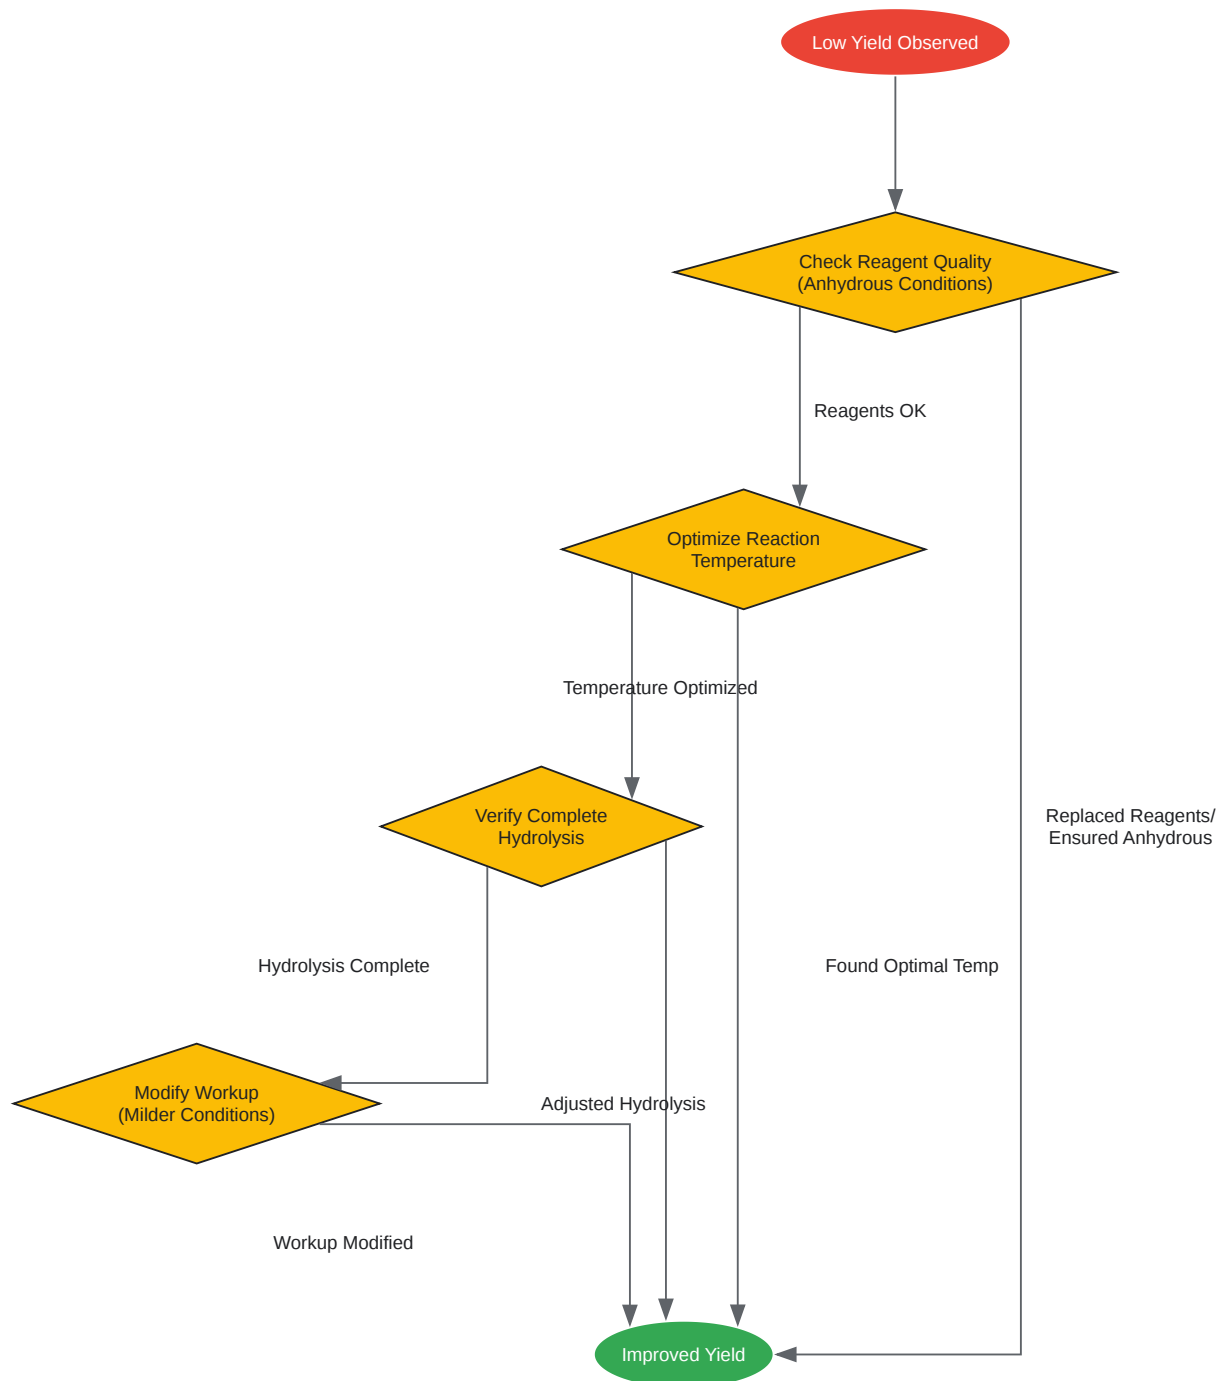 Low Yield Observed
Check Reagent Quality
(Anhydrous Conditions)
Reagents OK
Optimize Reaction
Temperature
Temperature Optimized
Verify Complete
Hydrolysis
Replaced Reagents/
Ensured Anhydrous
Hydrolysis Complete
Found Optimal Temp
Modify Workup
(Milder Conditions)
Adjusted Hydrolysis
Workup Modified
Improved Yield